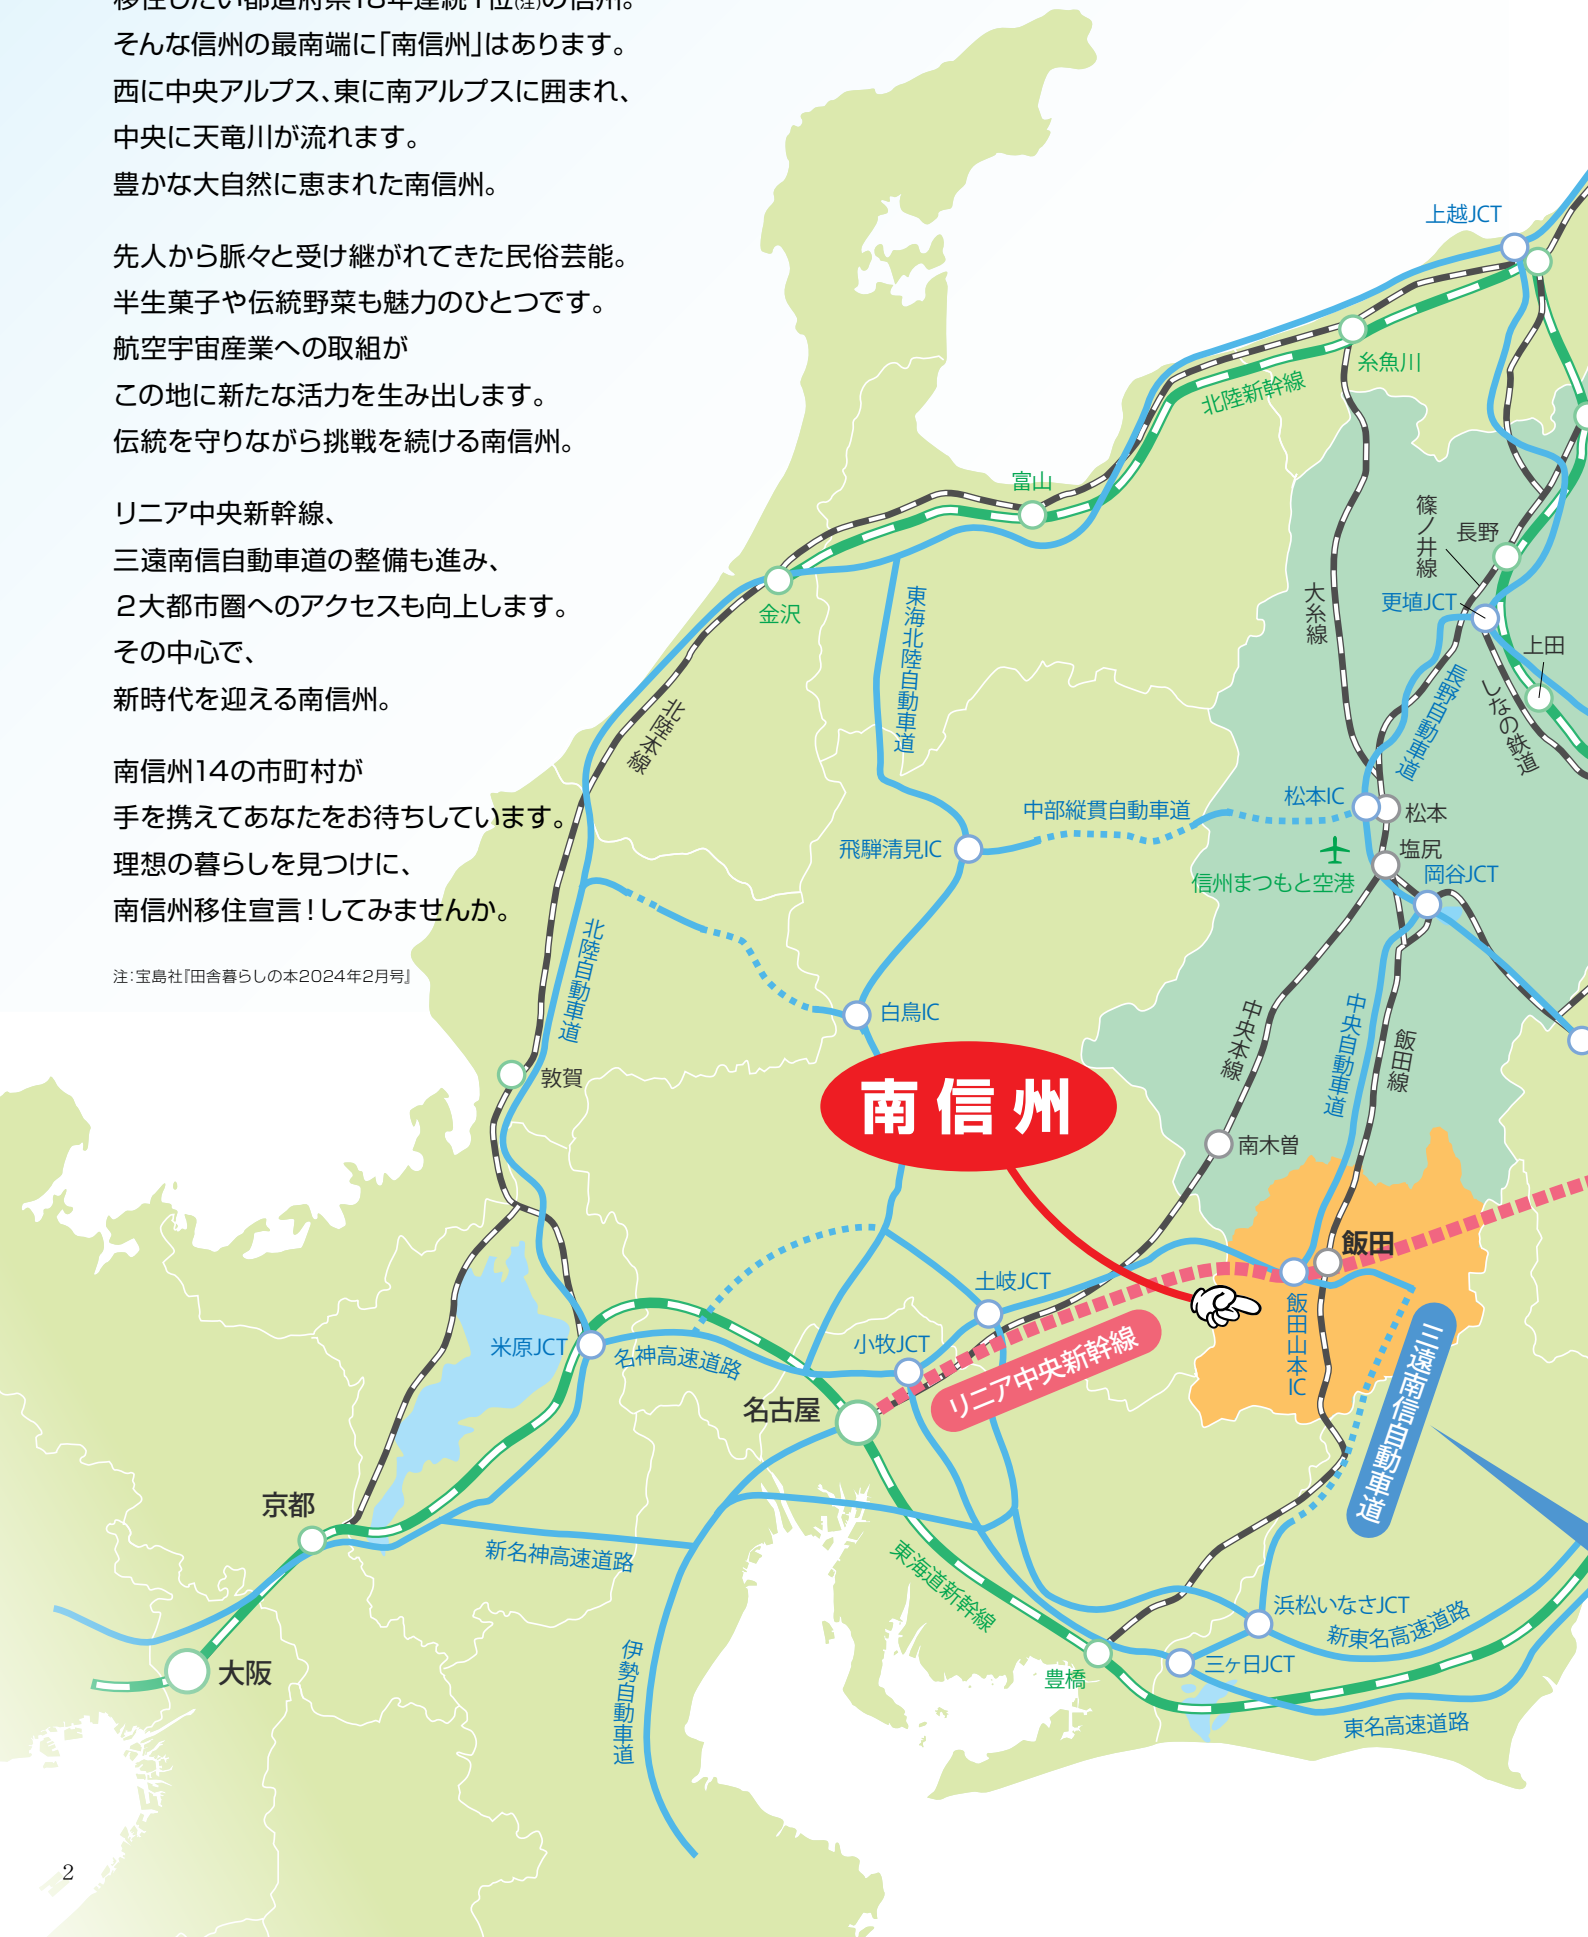 移住したい都道府県18年連続1位(注)の信州。
そんな信州の最南端に「南信州」はあります。
西に中央アルプス、東に南アルプスに囲まれ、
中央に天竜川が流れます。
豊かな大自然に恵まれた南信州。
先人から脈々と受け継がれてきた民俗芸能。
半生菓子や伝統野菜も魅力のひとつです。
航空宇宙産業への取組が
この地に新たな活力を生み出します。
伝統を守りながら挑戦を続ける南信州。
リニア中央新幹線、
三遠南信自動車道の整備も進み、
2大都市圏へのアクセスも向上します。
その中心で、
新時代を迎える南信州。
南信州14の市町村が
手を携えてあなたをお待ちしています。
理想の暮らしを見つけに、
南信州移住宣言!してみませんか。
注:宝島社『田舎暮らしの本2024年2月号』
上越JCT
糸魚川
北陸新幹線
富山
金沢
篠ノ井線
長野
更埴JCT
大糸線
上田
東海北陸自動車道
長野自動車道
しなの鉄道
北陸本線
中部縦貫自動車道
松本IC
松本
飛騨清見IC
塩尻
信州まつもと空港
岡谷JCT
北陸自動車道
白鳥IC
中央本線
中央自動車道
飯田線
敦賀
南信州
南木曽
飯田
土岐JCT
飯田山本IC
米原JCT
名神高速道路
小牧JCT
リニア中央新幹線
三遠南信自動車道
名古屋
京都
新名神高速道路
東海道新幹線
浜松いなさJCT
新東名高速道路
大阪
伊勢自動車道
豊橋
三ヶ日JCT
東名高速道路
2